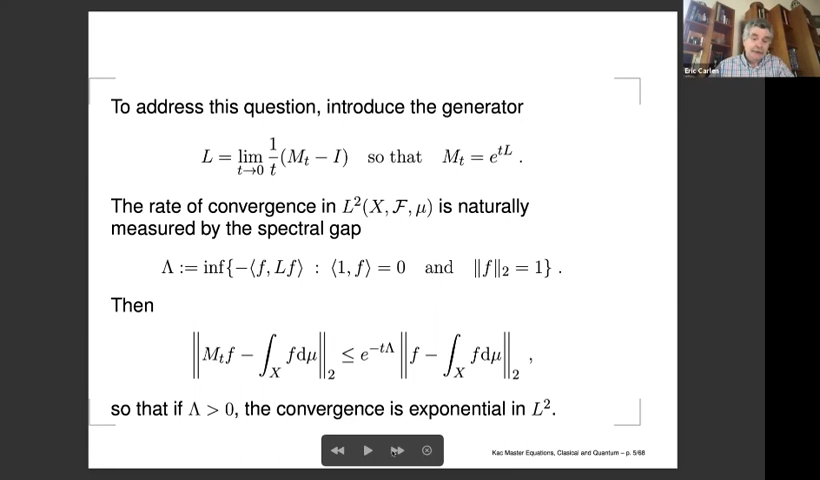 Eric Carlen
To address this question, introduce the generator
L = lim_{t→0} 1/t (M_t − I) so that M_t = e^{tL} .
The rate of convergence in L²(X, F, μ) is naturally
measured by the spectral gap
Λ := inf{−⟨f, Lf⟩ : ⟨1, f⟩ = 0 and ‖f‖₂ = 1} .
Then
‖M_t f − ∫_X f dμ‖₂ ≤ e^{−tΛ} ‖f − ∫_X f dμ‖₂ ,
so that if Λ > 0, the convergence is exponential in L².
Kac Master Equations, Clasical and Quantum – p. 5/68